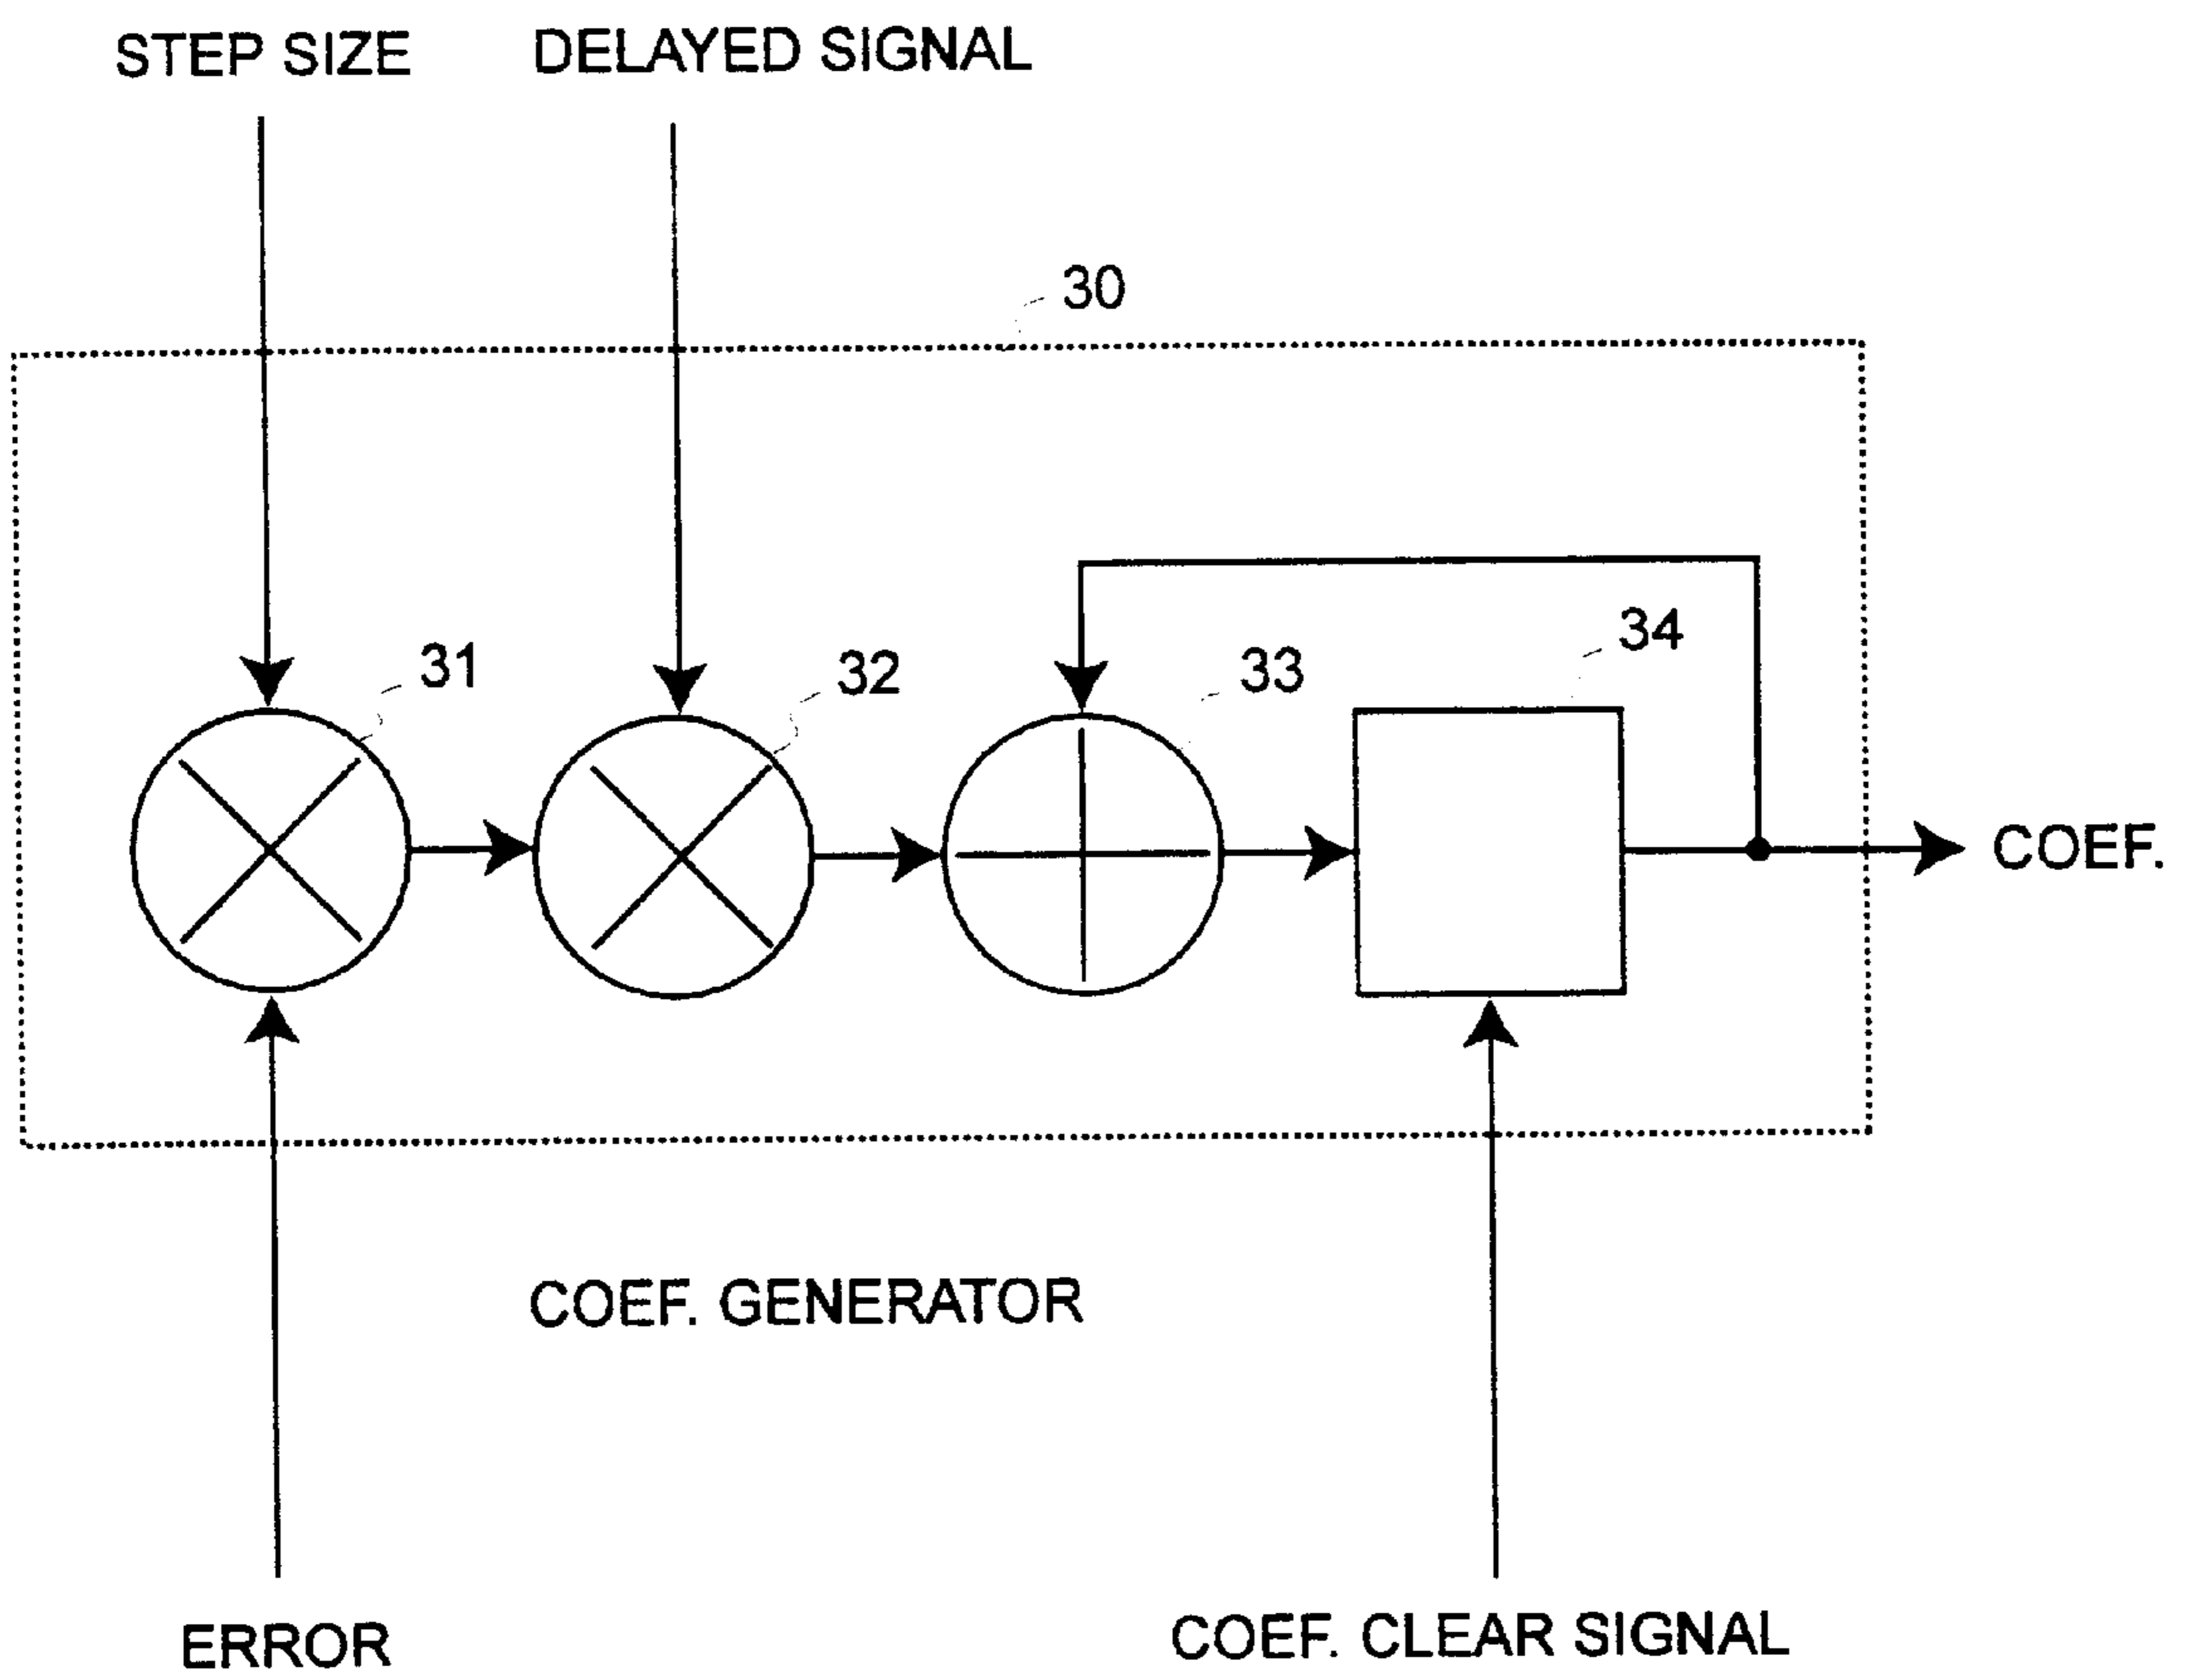 STEP SIZE
DELAYED SIGNAL
30
31
32
33
34
COEF.
COEF. GENERATOR
ERROR
COEF. CLEAR SIGNAL